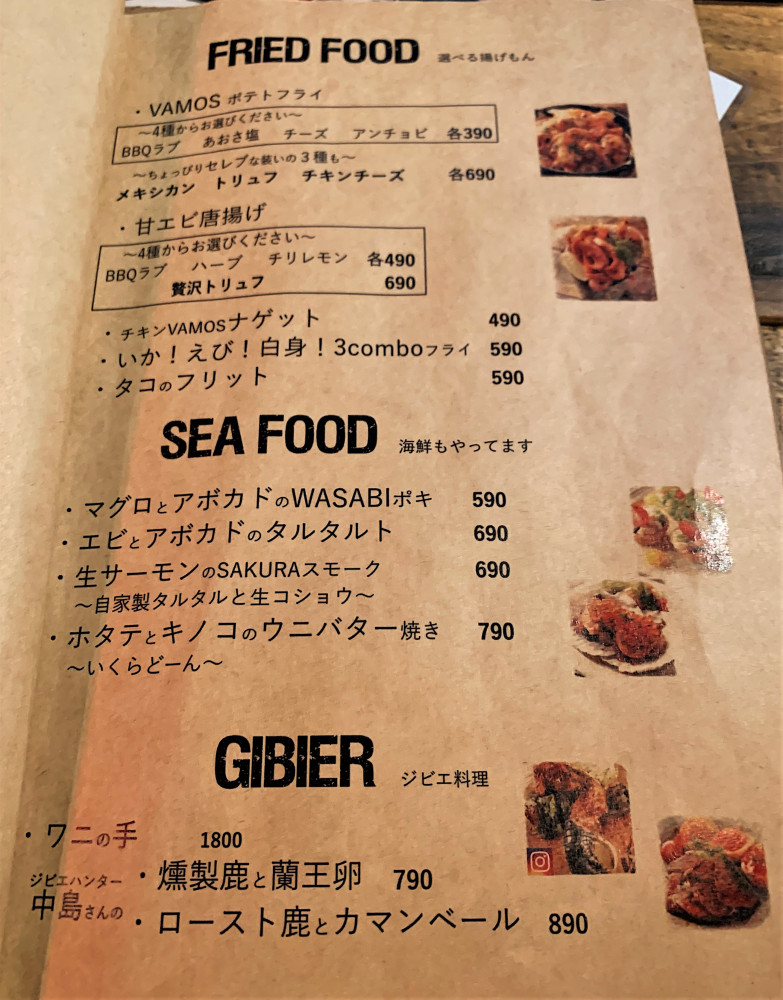 FRIED FOOD 選べる揚げもん
・VAMOS ポテトフライ
～4種からお選びください～
BBQラブ あおさ塩 チーズ アンチョビ 各390
～ちょっぴりセレブな装いの3種も～
メキシカン トリュフ チキンチーズ 各690
・甘エビ唐揚げ
～4種からお選びください～
BBQラブ ハーブ チリレモン 各490
贅沢トリュフ 690
・チキンVAMOSナゲット 490
・いか！えび！白身！3comboフライ 590
・タコのフリット 590
SEA FOOD 海鮮もやってます
・マグロとアボカドのWASABIポキ 590
・エビとアボカドのタルタルト 690
・生サーモンのSAKURAスモーク 690
～自家製タルタルと生コショウ～
・ホタテとキノコのウニバター焼き 790
～いくらどーん～
GIBIER ジビエ料理
・ワニの手 1800
ジビエハンター
中島さんの
・燻製鹿と蘭王卵 790
・ロースト鹿とカマンベール 890